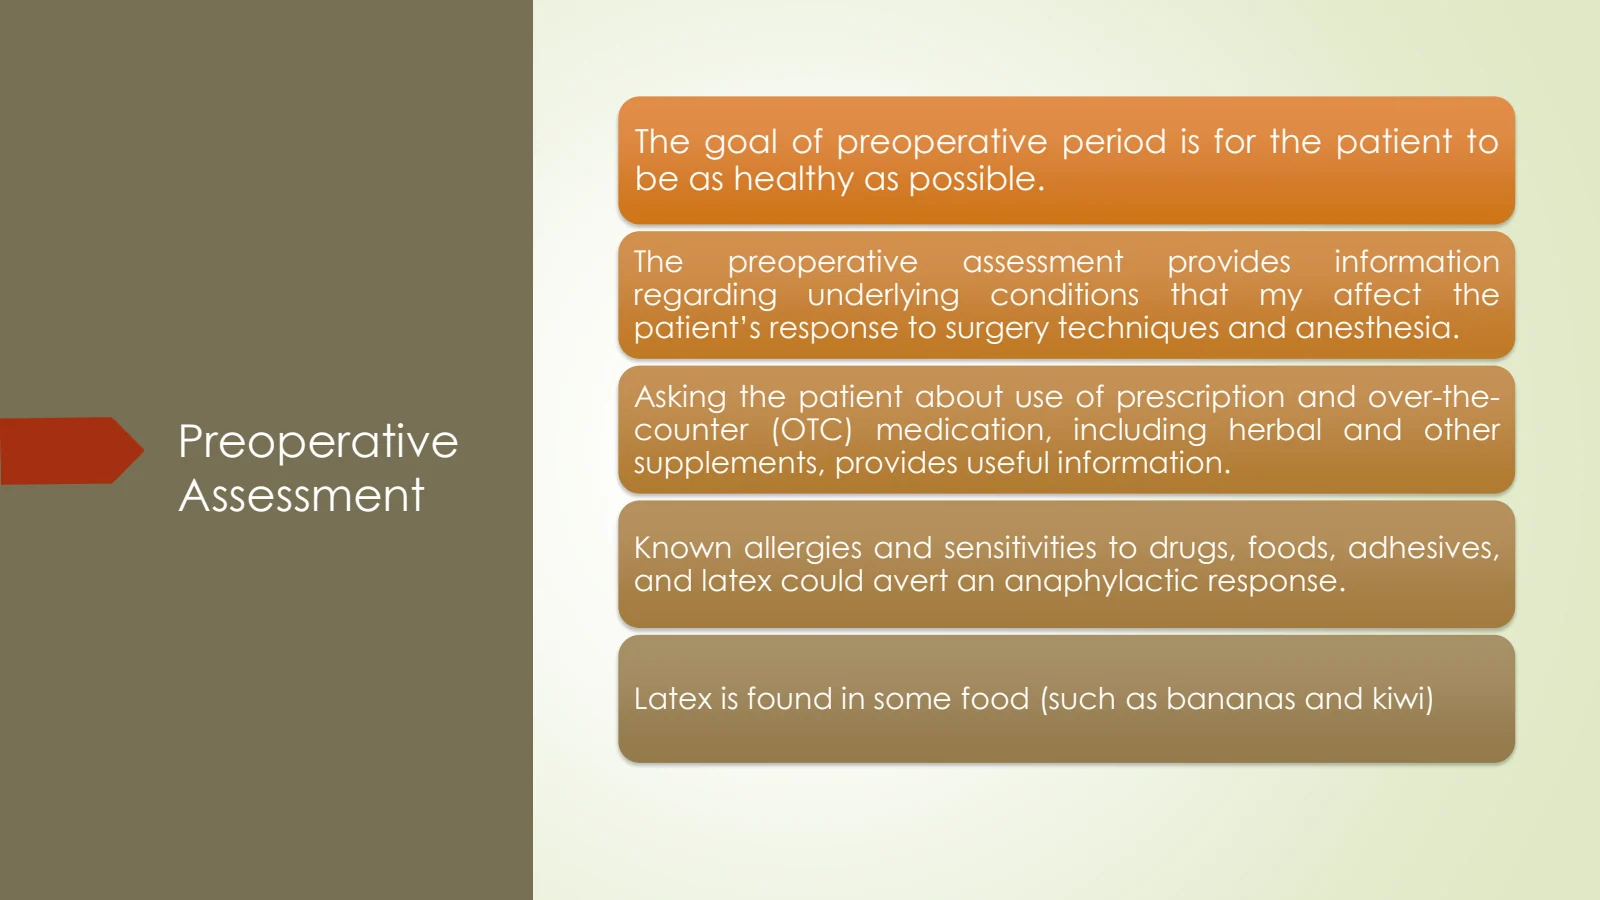 Preoperative
Assessment
The goal of preoperative period is for the patient to
be as healthy as possible.
The preoperative assessment provides information
regarding underlying conditions that my affect the
patient’s response to surgery techniques and anesthesia.
Asking the patient about use of prescription and over-the-
counter (OTC) medication, including herbal and other
supplements, provides useful information.
Known allergies and sensitivities to drugs, foods, adhesives,
and latex could avert an anaphylactic response.
Latex is found in some food (such as bananas and kiwi)